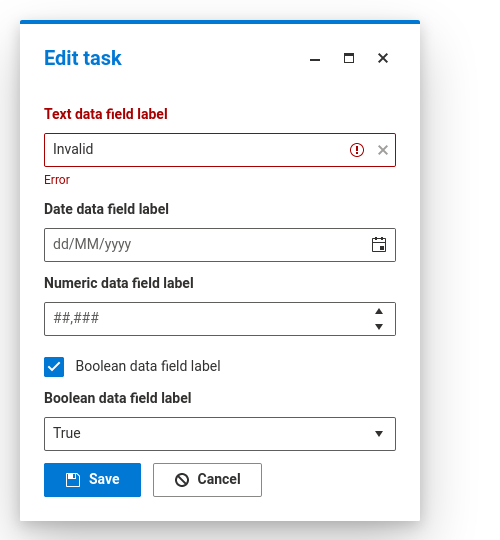 Edit task
Text data field label
Invalid
Error
Date data field label
dd/MM/yyyy
Numeric data field label
##,###
Boolean data field label
Boolean data field label
True
Save
Cancel